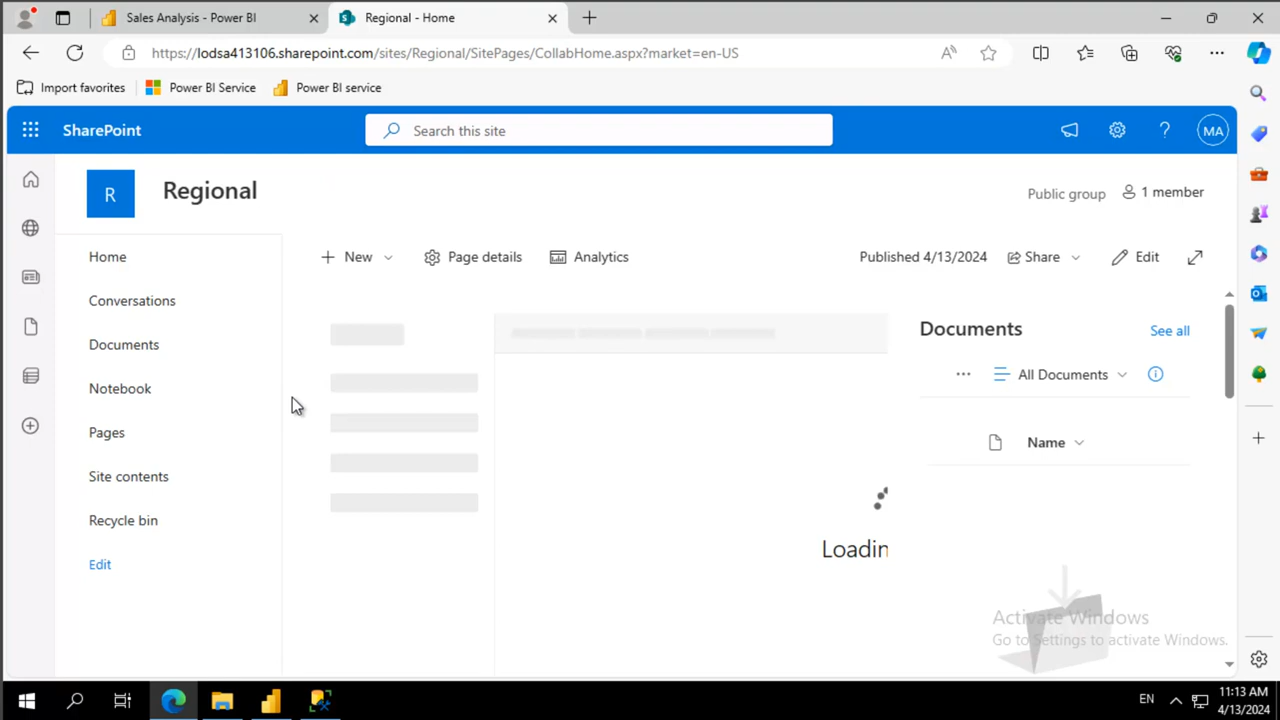 Sales Analysis - Power BI
Regional - Home
https://lodsa413106.sharepoint.com/sites/Regional/SitePages/CollabHome.aspx?market=en-US
Import favorites
Power BI Service
Power BI service
SharePoint
Search this site
MA
R
Regional
Public group
1 member
Home
New
Page details
Analytics
Published 4/13/2024
Share
Edit
Conversations
Documents
Notebook
Pages
Site contents
Recycle bin
Edit
Documents
See all
All Documents
Name
Loadin
Activate Windows
Go to Settings to activate Windows.
EN
11:13 AM
4/13/2024